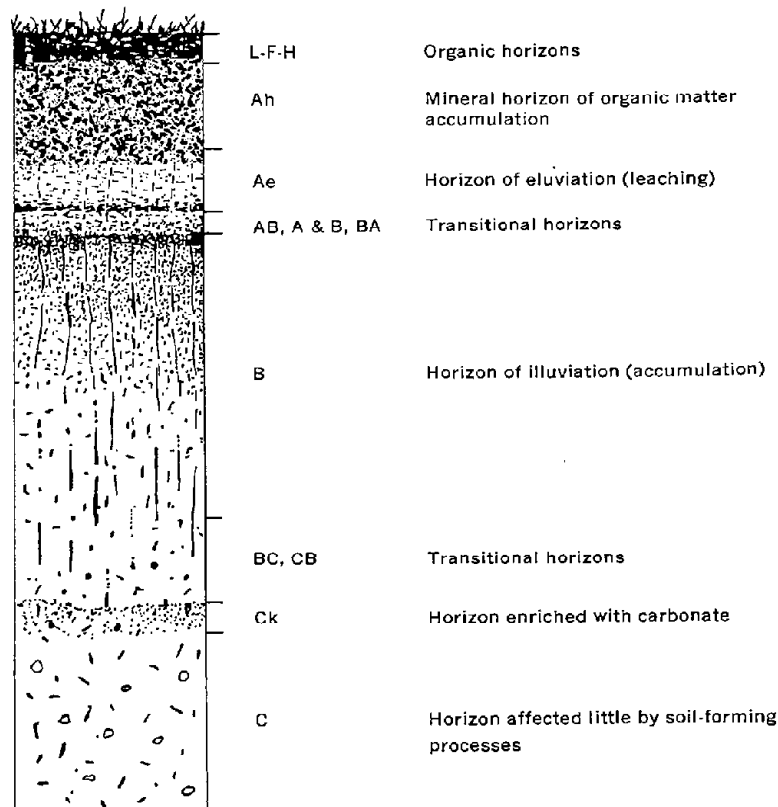 L-F-H Organic horizons
Ah Mineral horizon of organic matter
accumulation
Ae Horizon of eluviation (leaching)
AB, A & B, BA Transitional horizons
B Horizon of illuviation (accumulation)
BC, CB Transitional horizons
Ck Horizon enriched with carbonate
C Horizon affected little by soil-forming
processes